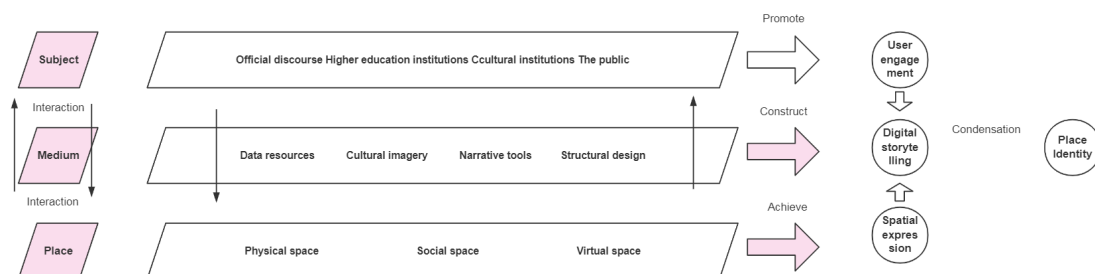 Promote
Subject
Official discourse Higher education institutions Ccultural institutions The public
User
engage
ment
Interaction
Construct
Medium
Data resources Cultural imagery Narrative tools Structural design
Digital
storyte
lling
Condensation
Place
Identity
Interaction
Achieve
Place
Physical space Social space Virtual space
Spatial
expres
sion